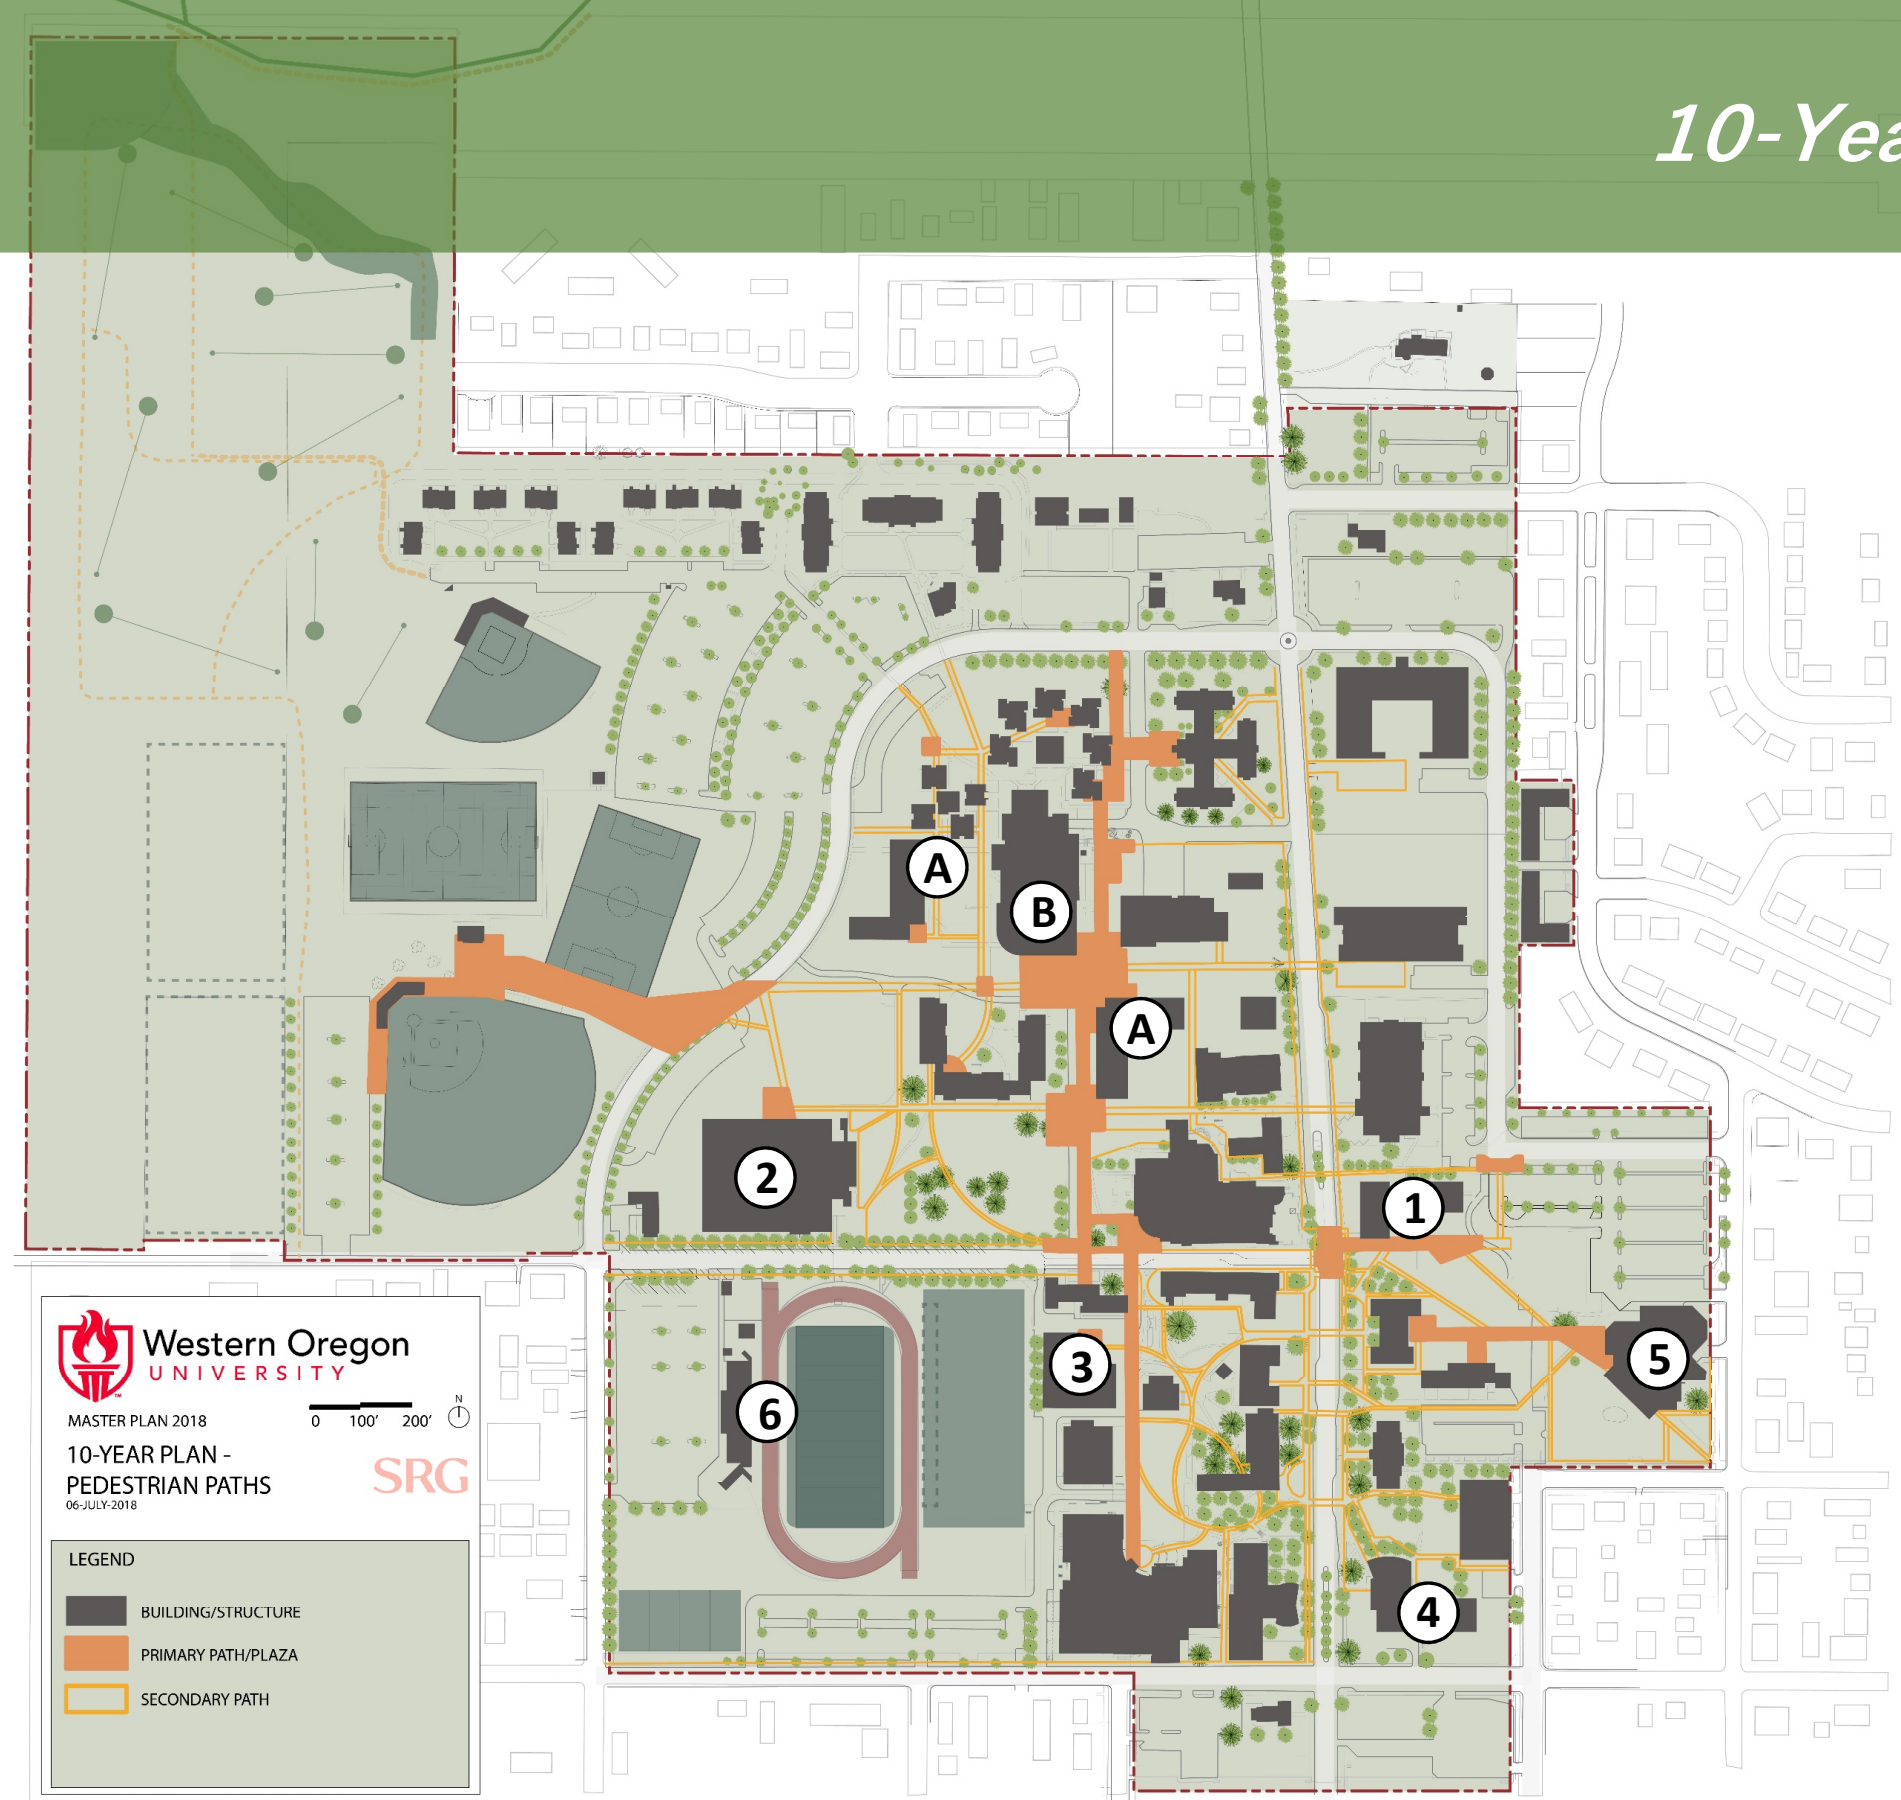 10-Yea
A
B
A
2
1
3
5
6
4
Western Oregon
UNIVERSITY
MASTER PLAN 2018
0 100' 200'
N
10-YEAR PLAN -
PEDESTRIAN PATHS
06-JULY-2018
SRG
LEGEND
BUILDING/STRUCTURE
PRIMARY PATH/PLAZA
SECONDARY PATH